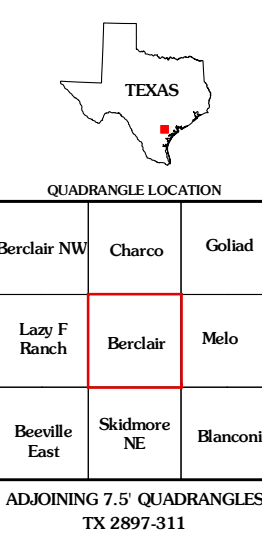 TEXAS
QUADRANGLE LOCATION
Berclair NW
Charco
Goliad
Lazy F
Ranch
Berclair
Melo
Beeville
East
Skidmore
NE
Blanconi
ADJOINING 7.5' QUADRANGLES
TX 2897-311